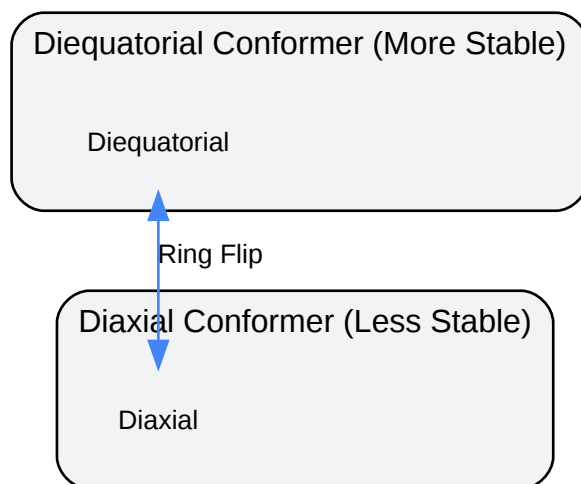 Diequatorial Conformer (More Stable)
Diequatorial
Ring Flip
Diaxial Conformer (Less Stable)
Diaxial